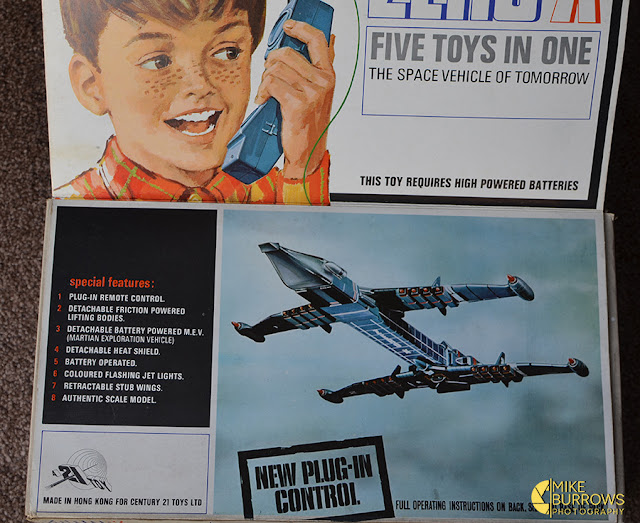 ZERO X
FIVE TOYS IN ONE
THE SPACE VEHICLE OF TOMORROW
THIS TOY REQUIRES HIGH POWERED BATTERIES
special features:
1 PLUG-IN REMOTE CONTROL.
2 DETACHABLE FRICTION POWERED
LIFTING BODIES.
3 DETACHABLE BATTERY POWERED M.E.V.
(MARTIAN EXPLORATION VEHICLE)
4 DETACHABLE HEAT SHIELD.
5 BATTERY OPERATED.
6 COLOURED FLASHING JET LIGHTS.
7 RETRACTABLE STUB WINGS.
8 AUTHENTIC SCALE MODEL.
A
21
TOY
MADE IN HONG KONG FOR CENTURY 21 TOYS LTD
NEW PLUG-IN
CONTROL
FULL OPERATING INSTRUCTIONS ON BACK,
MIKE
BURROWS
PHOTOGRAPHY